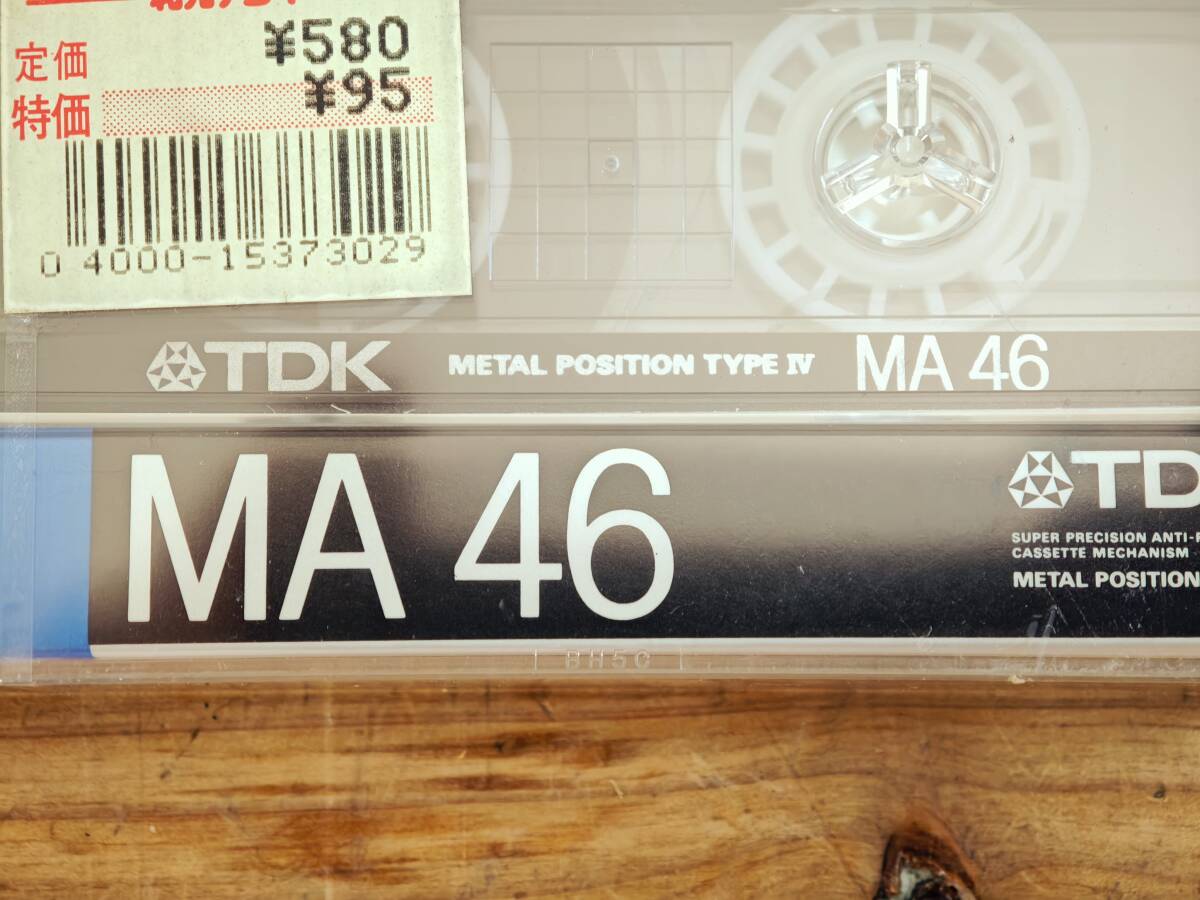 定価 ¥580
特価 ¥95
0 4000-15373029
TDK METAL POSITION TYPE IV MA 46
MA 46
TD
SUPER PRECISION ANTI-
CASSETTE MECHANISM
METAL POSITION
BH5C